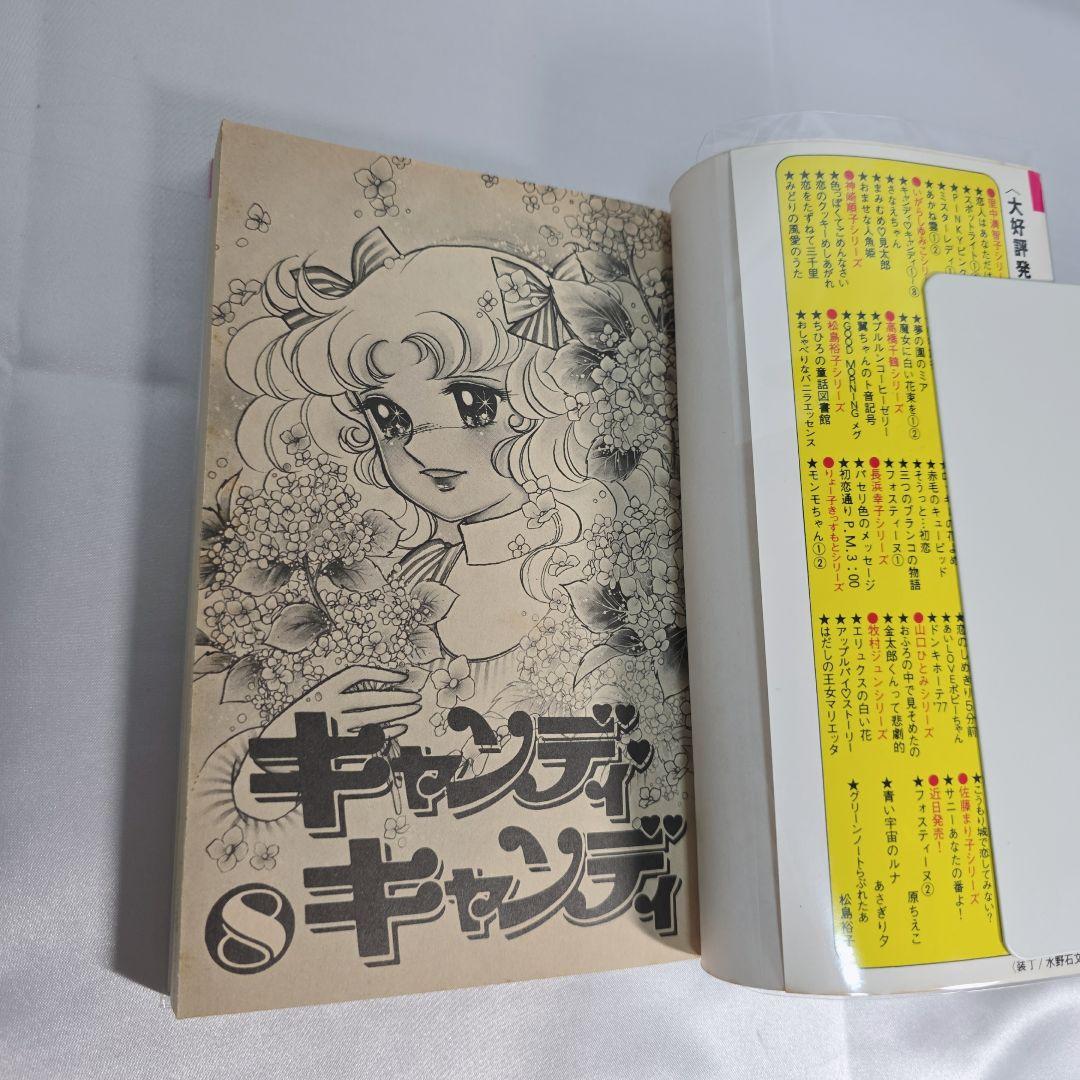 キャンディ
キャンディ
8
〈大好評発
●里中満智子シリ
★恋人はあなただけ
★スポットライト①
★PINKYピンク
★ミスターレディ①
★あかね雲①②
●いがらしゆみこシリ
★キャンディ♡キャンディ①〜⑧
★さなえちゃん
★まみむめ♡見太郎
★おませな人魚姫
●神崎順子シリーズ
★色っぽくてごめんなさい
★恋のクッキーめしあがれ
★恋をたずねて三千里
★みどりの風愛のうた
★夢の園のミア
★魔女に白い花束を①②
●高橋千鶴シリーズ
★プルルンコーヒーゼリー
★翼ちゃんのト音記号
★GOOD MORNING メグ
●松島裕子シリーズ
★ちひろの童話図書館
★おしゃべりなバニラエッセンス
★赤毛のキューピッド
★そうっと…初恋
★三つのブランコの物語
★フォスティーヌ①
●長浜幸子シリーズ
★パセリ色のメッセージ
★初恋通りP.M.3:00
●りょう子きっすもとシリーズ
★モンモちゃん①②
恋のしめきり5分前
★あいLOVEボビーちゃん
★ドンキホーテ'77
●山口ひとみシリーズ
★おふろの中で見そめたの
★金太郎くんって悲劇的
●牧村ジュンシリーズ
★エリュクスの白い花
★アップルパイ♡ストーリー
★はだしの王女マリエッタ
★こうもり城で恋してみない?
●佐藤まり子シリーズ
★サニーあなたの番よ!
●近日発売!
★フォスティーヌ② 原ちえこ
★青い宇宙のルナ あさぎり夕
★グリーンノートらぶれたあ 松島裕子
(装丁/水野石文